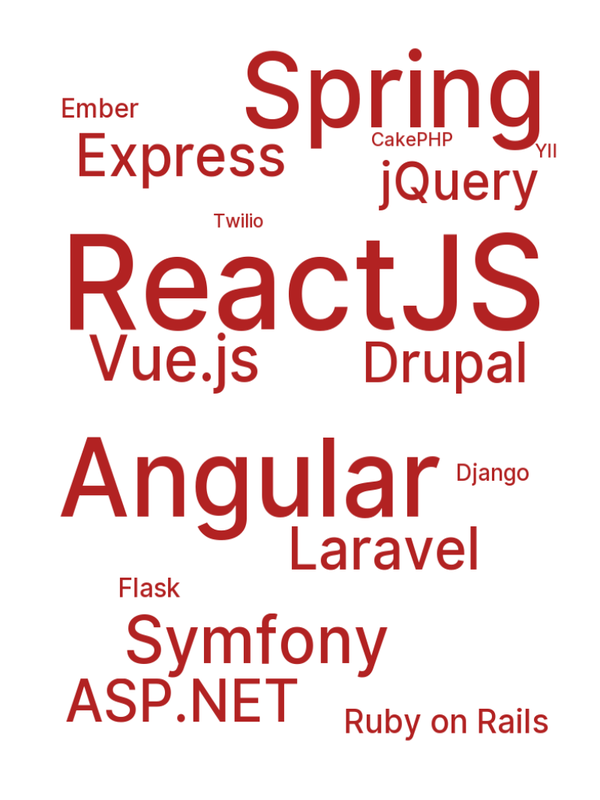 Spring
Ember
Express
CakePHP
YII
jQuery
Twilio
ReactJS
Vue.js
Drupal
Angular
Django
Laravel
Flask
Symfony
ASP.NET
Ruby on Rails